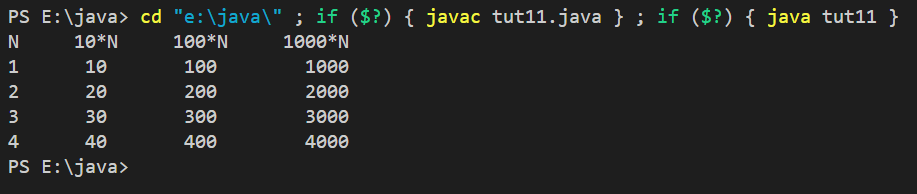 PS E:\java> cd "e:\java\" ; if ($?) { javac tut11.java } ; if ($?) { java tut11 }
N     10*N     100*N     1000*N
1      10       100        1000
2      20       200        2000
3      30       300        3000
4      40       400        4000
PS E:\java>